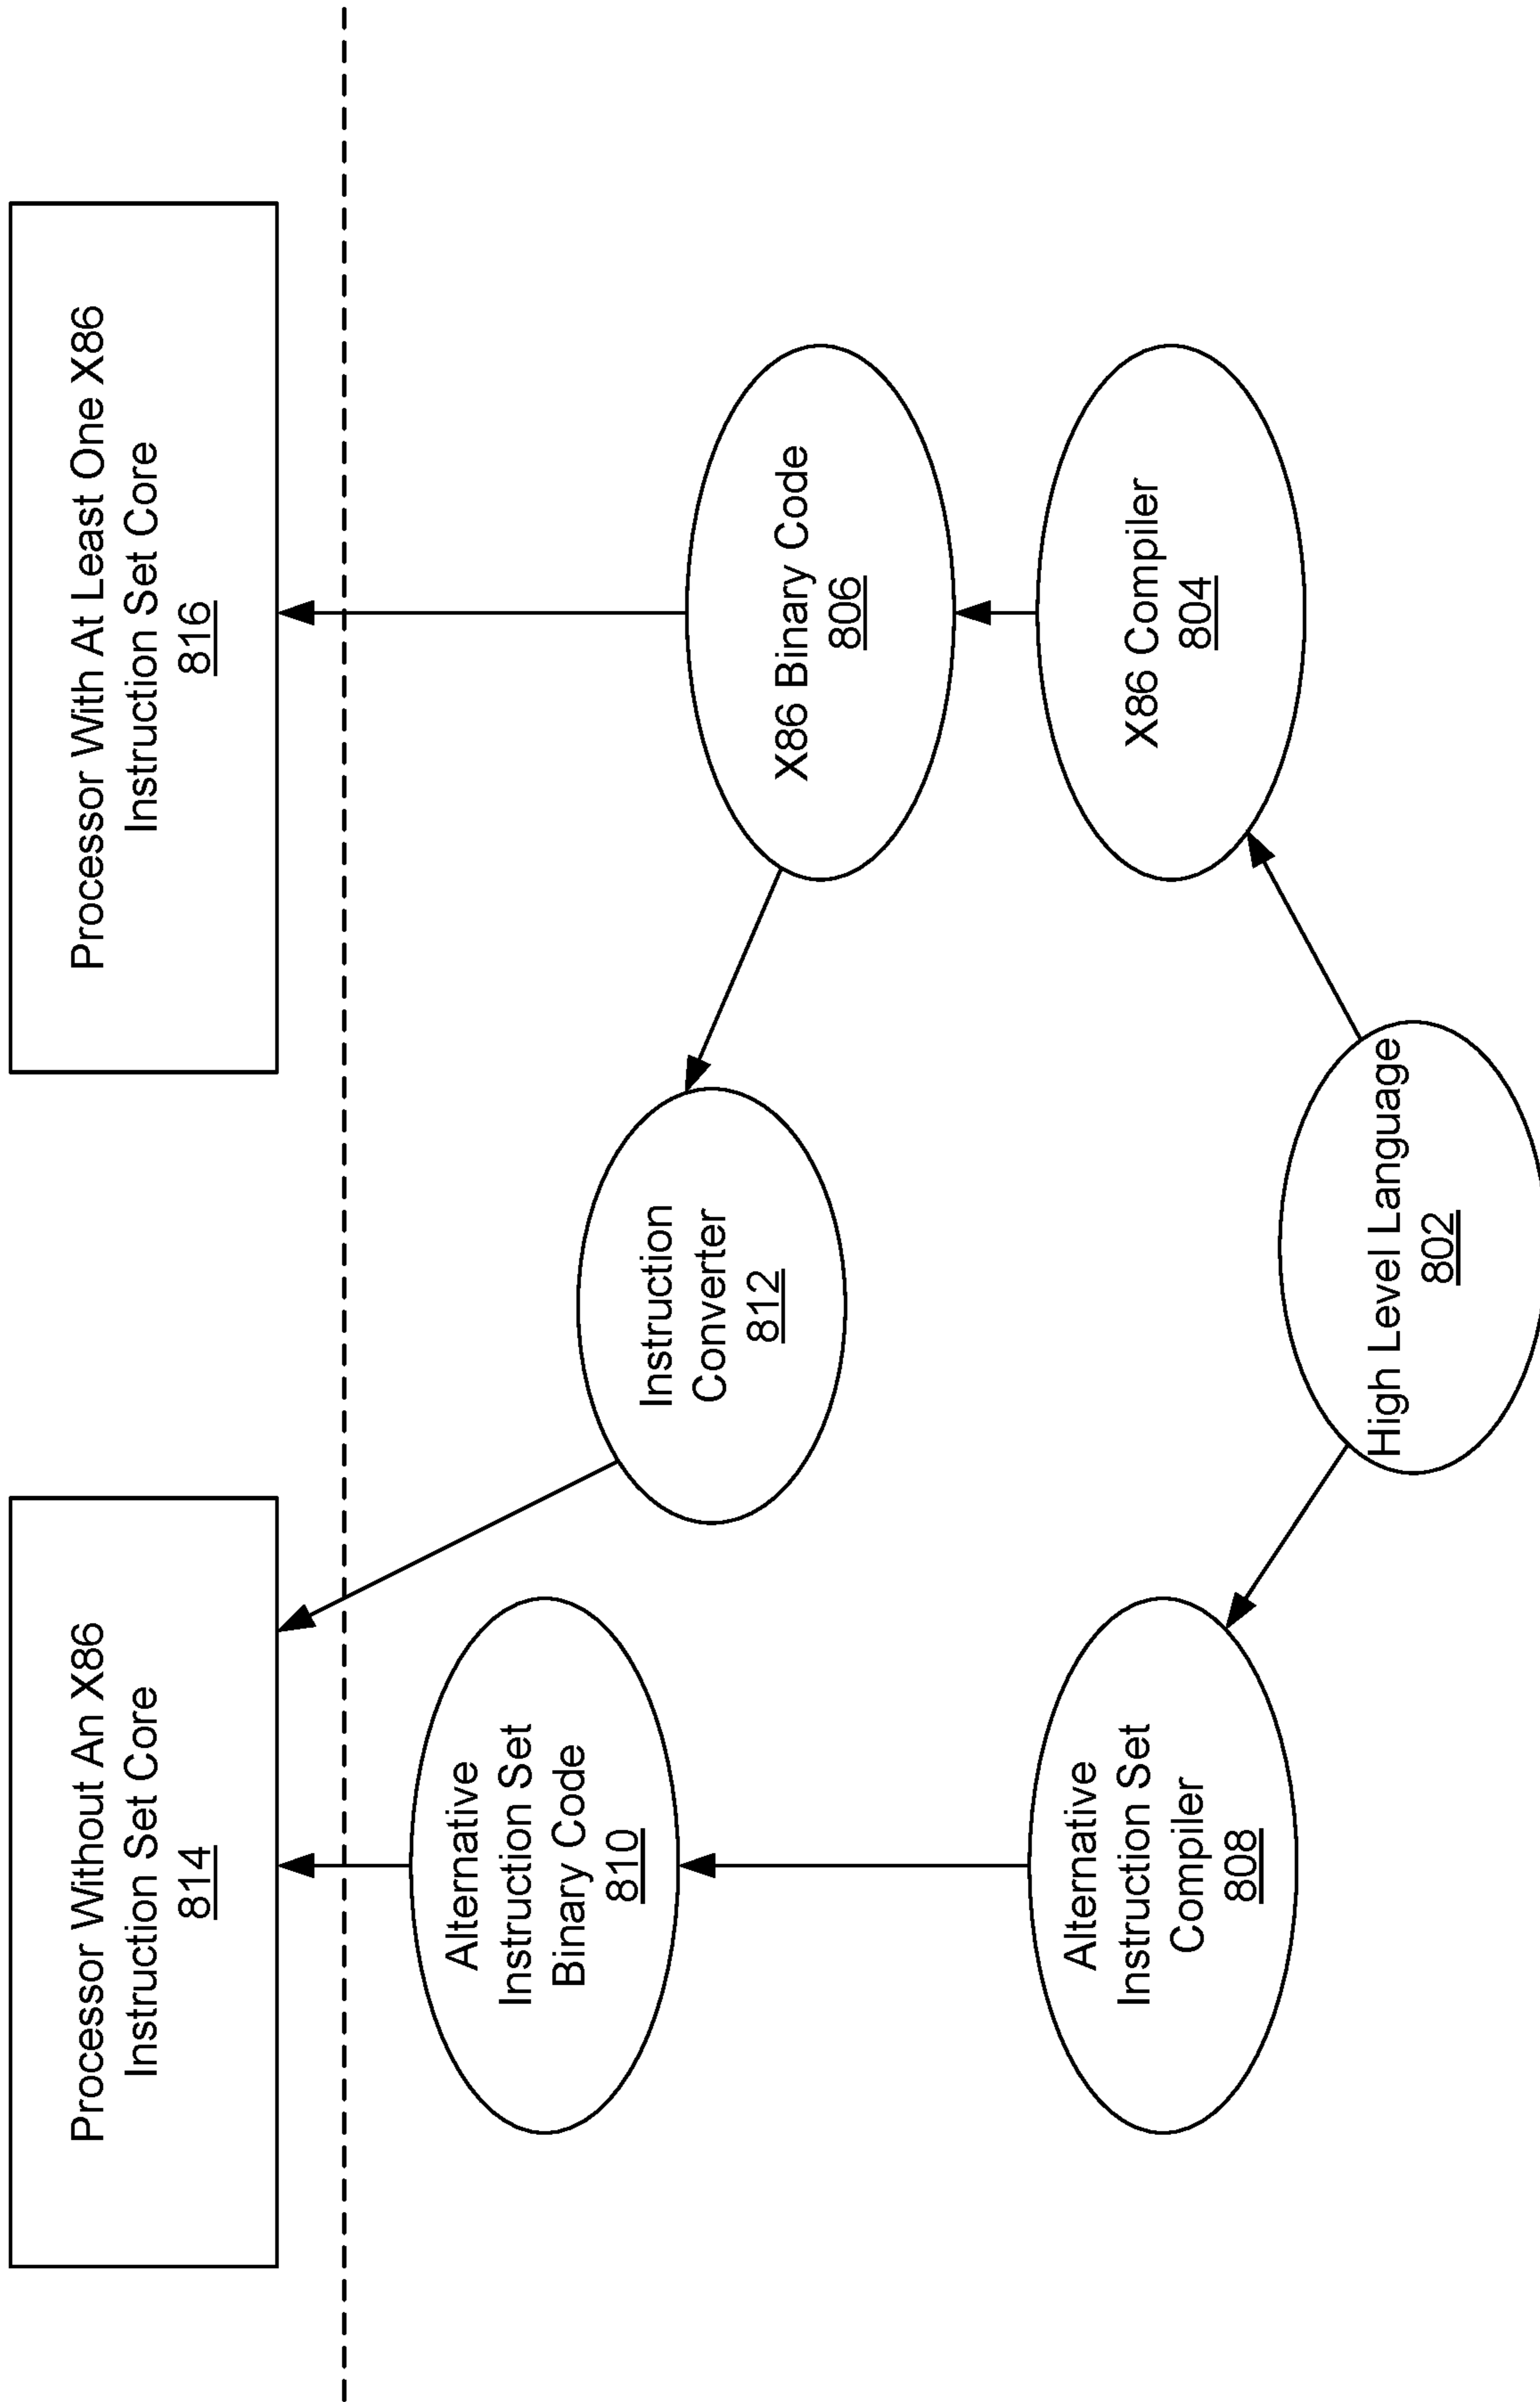 Processor Without An X86
Instruction Set Core
814
Processor With At Least One X86
Instruction Set Core
816
Alternative
Instruction Set
Binary Code
810
Instruction
Converter
812
X86 Binary Code
806
Alternative
Instruction Set
Compiler
808
X86 Compiler
804
High Level Language
802